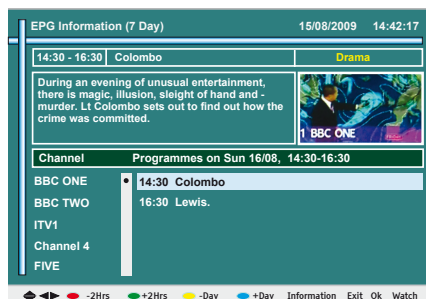 EPG Information (7 Day) 15/08/2009 14:42:17
14:30 - 16:30 Colombo Drama
During an evening of unusual entertainment,
there is magic, illusion, sleight of hand and -
murder. Lt Colombo sets out to find out how the
crime was committed.
1 BBC ONE
Channel Programmes on Sun 16/08, 14:30-16:30
BBC ONE 14:30 Colombo
BBC TWO 16:30 Lewis.
ITV1
Channel 4
FIVE
-2Hrs +2Hrs -Day +Day Information Exit Ok Watch